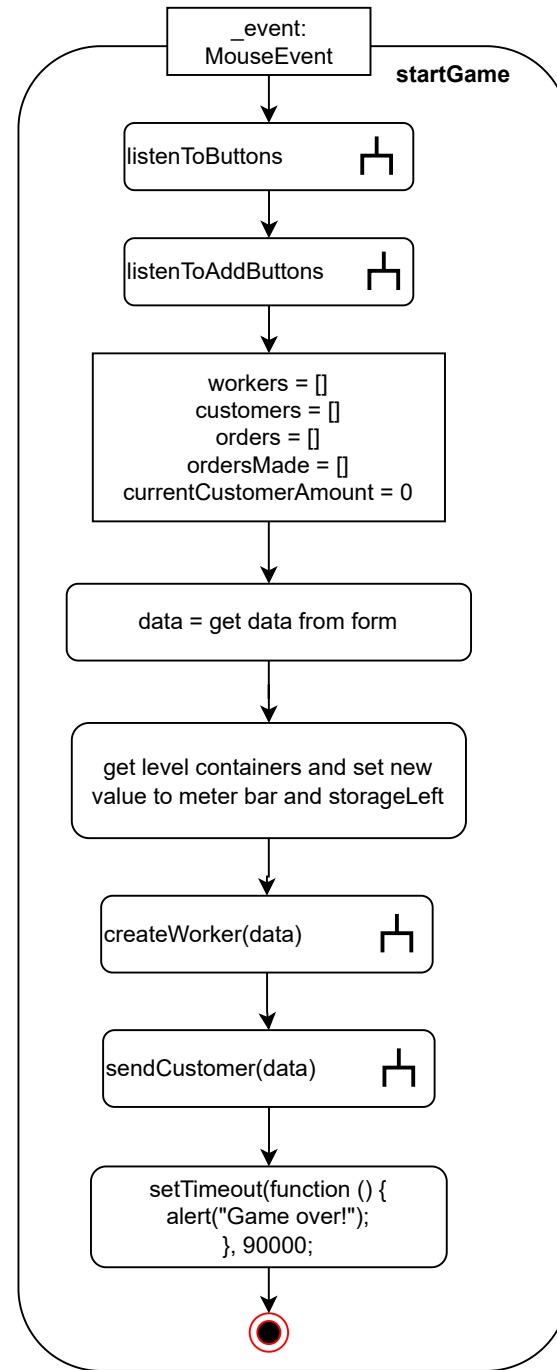 _event:
MouseEvent
startGame
listenToButtons
listenToAddButtons
workers = []
customers = []
orders = []
ordersMade = []
currentCustomerAmount = 0
data = get data from form
get level containers and set new
value to meter bar and storageLeft
createWorker(data)
sendCustomer(data)
setTimeout(function () {
alert("Game over!");
}, 90000;